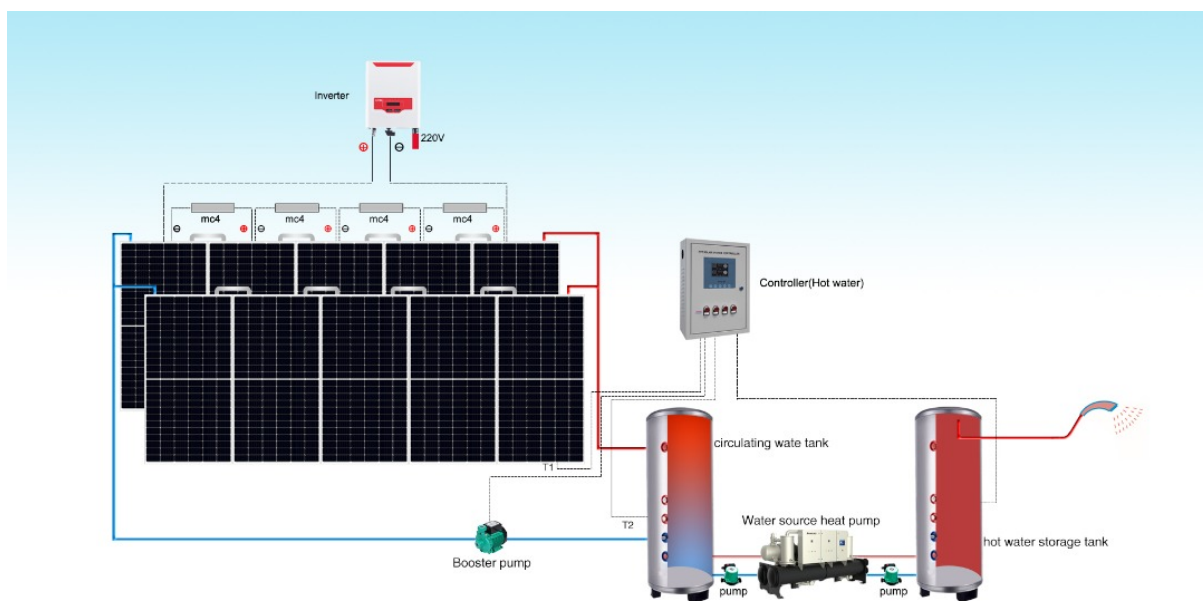 Inverter
220V
mc4
mc4
mc4
mc4
Controller(Hot water)
circulating wate tank
T1
T2
Water source heat pump
hot water storage tank
Booster pump
pump
pump